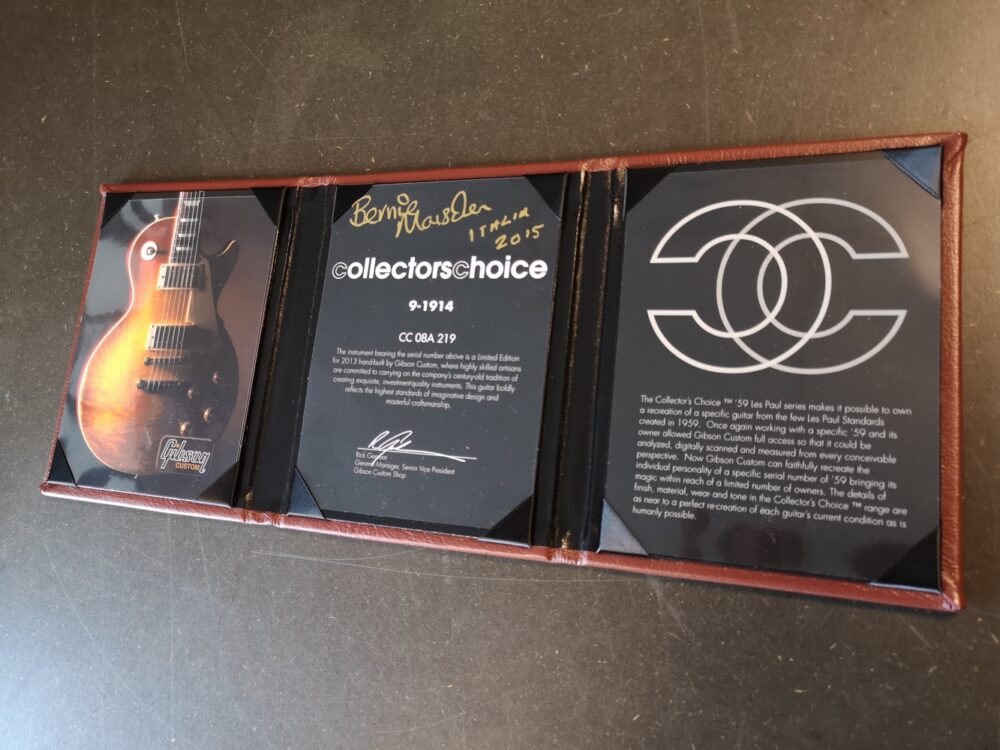 Gibson
CUSTOM
Bernie
Marsden
ITALIA
2015
collectorschoice
9-1914
CC 08A 219
The instrument bearing the serial number above is a Limited Edition
for 2013 hand-built by Gibson Custom, where highly skilled artisans
are committed to carrying on the company's century-old tradition of
creating exquisite, investment-quality instruments. This guitar boldly
reflects the highest standards of imaginative design and
masterful craftsmanship.
Rick Gembar
General Manager, Senior Vice President
Gibson Custom Shop
The Collector's Choice ™ '59 Les Paul series makes it possible to own
a recreation of a specific guitar from the few Les Paul Standards
created in 1959. Once again working with a specific '59 and its
owner allowed Gibson Custom full access so that it could be
analyzed, digitally scanned and measured from every conceivable
perspective. Now Gibson Custom can faithfully recreate the
individual personality of a specific serial number of '59 bringing its
magic within reach of a limited number of owners. The details of
finish, material, wear and tone in the Collector's Choice ™ range are
as near to a perfect re-creation of each guitar's current condition as is
humanly possible.